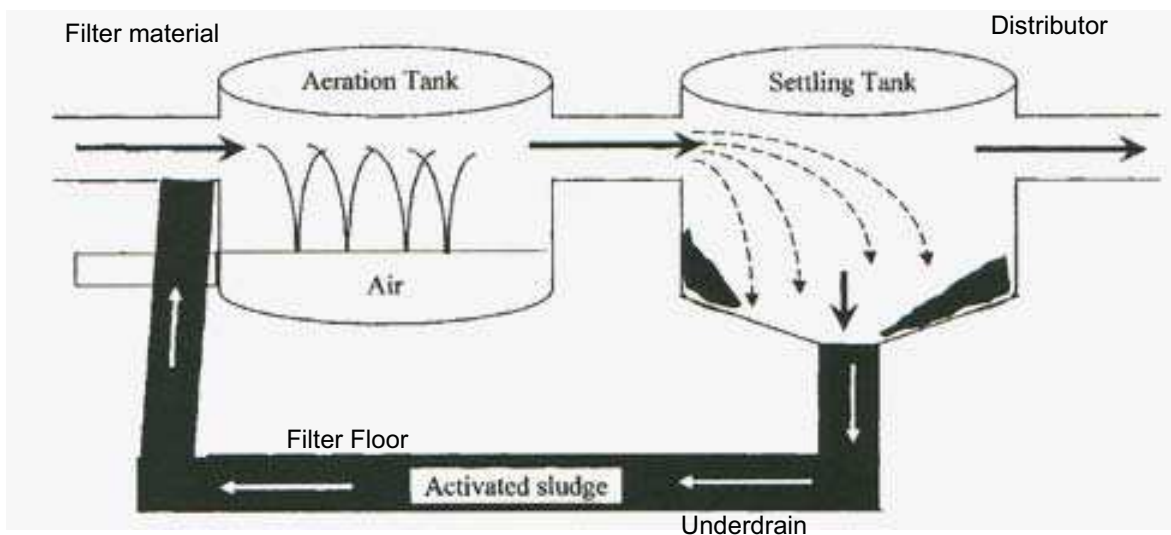 Filter material
Distributor
Aeration Tank
Settling Tank
Air
Filter Floor
Activated sludge
Underdrain